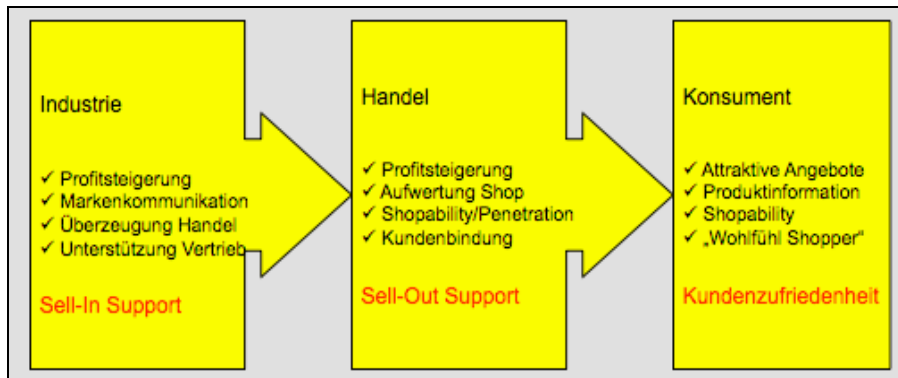 Industrie
✓ Profitsteigerung
✓ Markenkommunikation
✓ Überzeugung Handel
✓ Unterstützung Vertrieb
Sell-In Support
Handel
✓ Profitsteigerung
✓ Aufwertung Shop
✓ Shopability/Penetration
✓ Kundenbindung
Sell-Out Support
Konsument
✓ Attraktive Angebote
✓ Produktinformation
✓ Shopability
✓ „Wohlfühl Shopper“
Kundenzufriedenheit